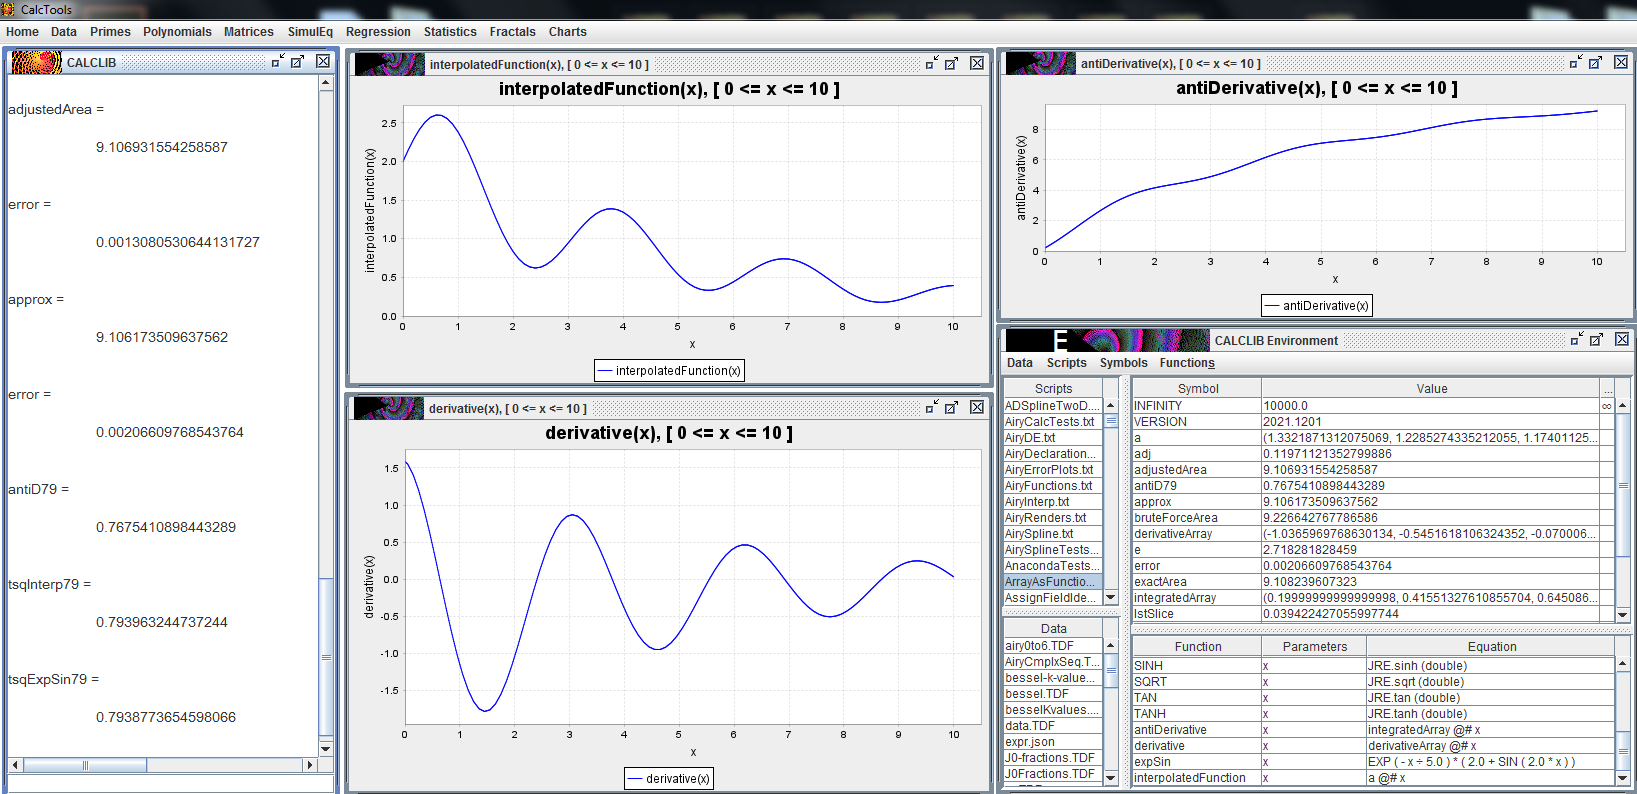 CalcTools
Home Data Primes Polynomials Matrices SimulEq Regression Statistics Fractals Charts
CALCLIB
adjustedArea =
9.106931554258587
error =
0.0013080530644131727
approx =
9.106173509637562
error =
0.00206609768543764
antiD79 =
0.7675410898443289
tsqInterp79 =
0.793963244737244
tsqExpSin79 =
0.7938773654598066
interpolatedFunction(x), [ 0 <= x <= 10 ]
interpolatedFunction(x), [ 0 <= x <= 10 ]
interpolatedFunction(x)
2.5
2.0
1.5
1.0
0.5
0.0
0 1 2 3 4 5 6 7 8 9 10
x
interpolatedFunction(x)
derivative(x), [ 0 <= x <= 10 ]
derivative(x), [ 0 <= x <= 10 ]
derivative(x)
1.5
1.0
0.5
0.0
-0.5
-1.0
-1.5
0 1 2 3 4 5 6 7 8 9 10
x
derivative(x)
antiDerivative(x), [ 0 <= x <= 10 ]
antiDerivative(x), [ 0 <= x <= 10 ]
antiDerivative(x)
8
6
4
2
0
0 1 2 3 4 5 6 7 8 9 10
x
antiDerivative(x)
E
CALCLIB Environment
Data Scripts Symbols Functions
Scripts
ADSplineTwoD....
AiryCalcTests.txt
AiryDE.txt
AiryDeclaration...
AiryErrorPlots.txt
AiryFunctions.txt
AiryInterp.txt
AiryRenders.txt
AirySpline.txt
AirySplineTests...
AnacondaTests...
ArrayAsFunctio...
AssignFieldIde...
Data
airy0to6.TDF
AiryCmplxSeq.T...
bessel-k-value...
bessel.TDF
besselKvalues....
data.TDF
expr.json
J0-fractions.TDF
J0Fractions.TDF
Symbol Value ...
INFINITY 10000.0 ∞
VERSION 2021.1201
a (1.3321871312075069, 1.2285274335212055, 1.17401125...
adj 0.11971121352799886
adjustedArea 9.106931554258587
antiD79 0.7675410898443289
approx 9.106173509637562
bruteForceArea 9.226642767786586
derivativeArray (-1.0365969768630134, -0.5451618106324352, -0.070006...
e 2.718281828459
error 0.00206609768543764
exactArea 9.108239607323
integratedArray (0.19999999999999998, 0.41551327610855704, 0.645086...
lstSlice 0.039422427055997744
Function Parameters Equation
SINH x JRE.sinh (double)
SQRT x JRE.sqrt (double)
TAN x JRE.tan (double)
TANH x JRE.tanh (double)
antiDerivative x integratedArray @# x
derivative x derivativeArray @# x
expSin x EXP ( - x ÷ 5.0 ) * ( 2.0 + SIN ( 2.0 * x ) )
interpolatedFunction x a @# x